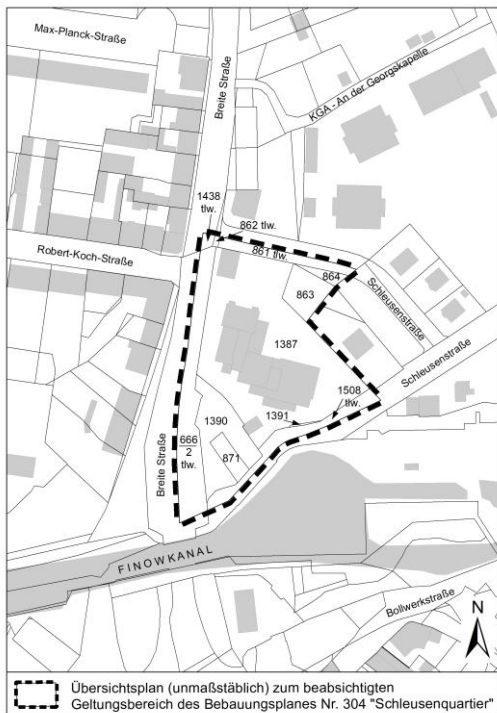 Max-Planck-Straße
Breite Straße
KGA - An der Georgskapelle
1438
tlw.
862 tlw.
861 tlw.
Robert-Koch-Straße
864
863
Schleusenstraße
1387
Schleusenstraße
1508
tlw.
1391
1390
666
2
tlw.
871
Breite Straße
FINOWKANAL
Bollwerkstraße
N
Übersichtsplan (unmaßstäblich) zum beabsichtigten
Geltungsbereich des Bebauungsplanes Nr. 304 "Schleusenquartier"